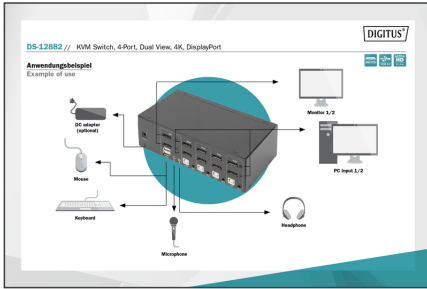 DIGITUS®
DS-12882 // KVM Switch, 4-Port, Dual View, 4K, DisplayPort
Anwendungsbeispiel
Example of use
Monitor 1/2
DC adapter
(optional)
PC Input 1/2
Mouse
Keyboard
Headphone
Microphone